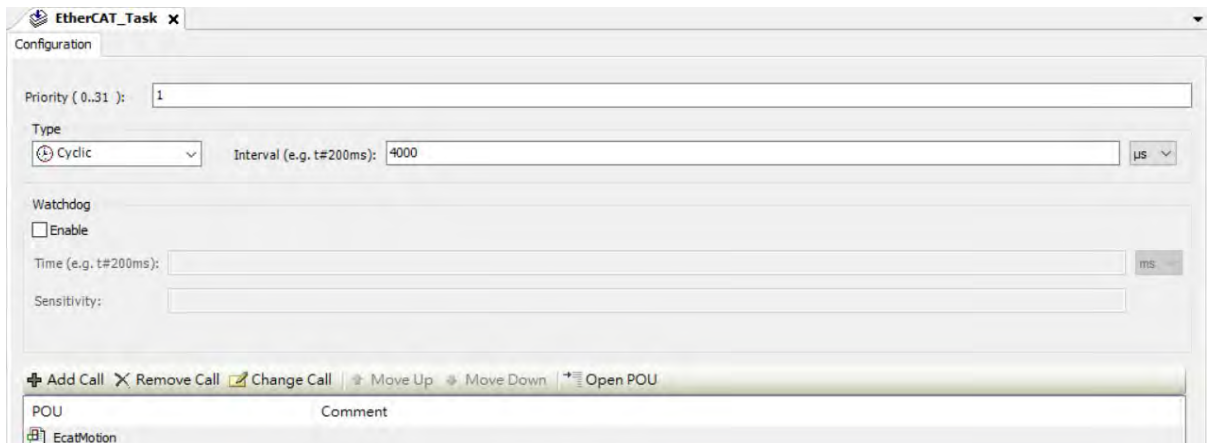 EtherCAT_Task x
Configuration
Priority ( 0..31 ): 1
Type
Cyclic Interval (e.g. t#200ms): 4000 µs
Watchdog
Enable
Time (e.g. t#200ms): ms
Sensitivity:
Add Call Remove Call Change Call Move Up Move Down Open POU
POU Comment
EcatMotion